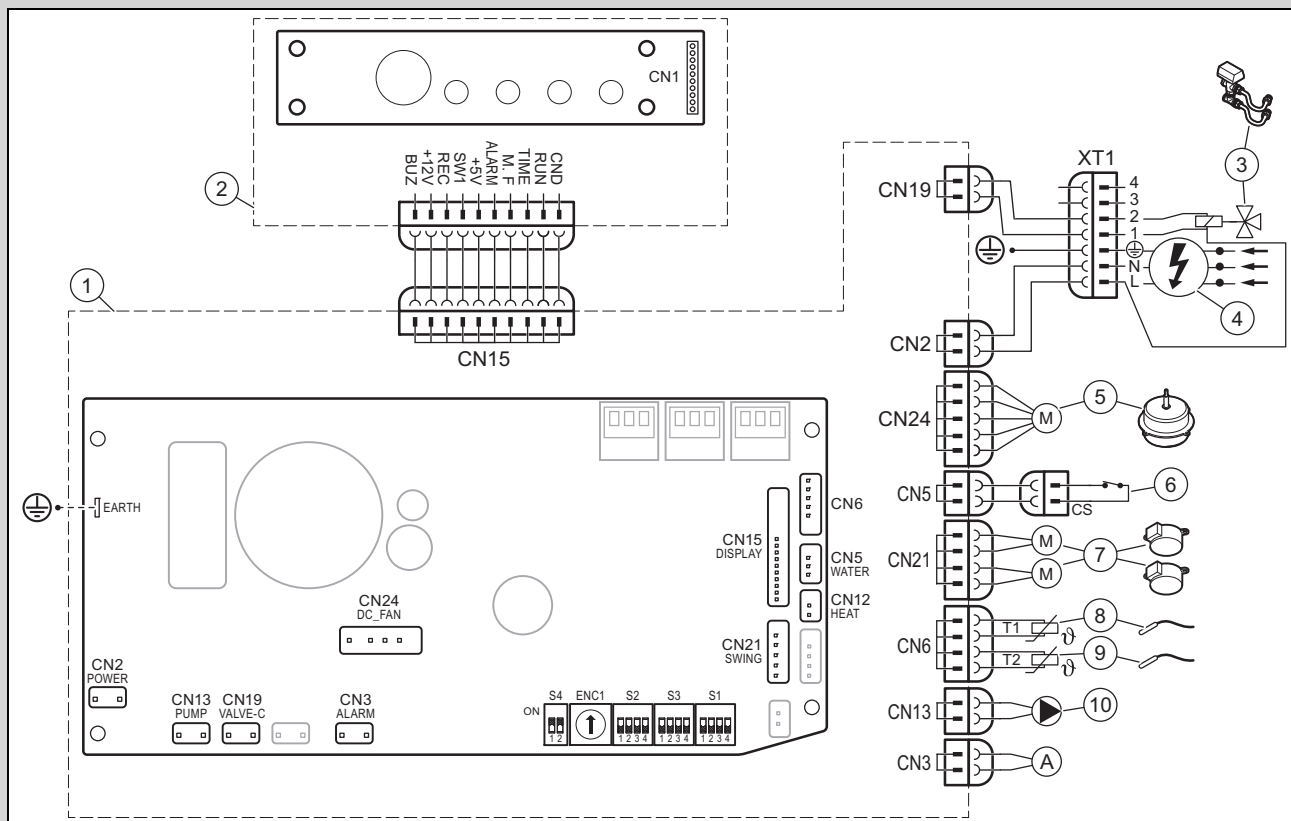 CN1
BUZ
+12V
REC
SW1
+5V
ALARM
M. F
TIME
RUN
CND
2
1
CN15
CN19
XT1
4
3
2
1
N
L
3
4
CN2
CN24
M
5
CN5
CS
6
CN21
M
M
7
CN6
T1
ϑ
8
T2
ϑ
9
CN13
10
CN3
A
EARTH
CN6
CN15
DISPLAY
CN5
WATER
CN12
HEAT
CN24
DC_FAN
CN21
SWING
CN2
POWER
CN13
PUMP
CN19
VALVE-C
CN3
ALARM
S4
ENC1
S2
S3
S1
ON
1 2
1 2 3 4
1 2 3 4
1 2 3 4